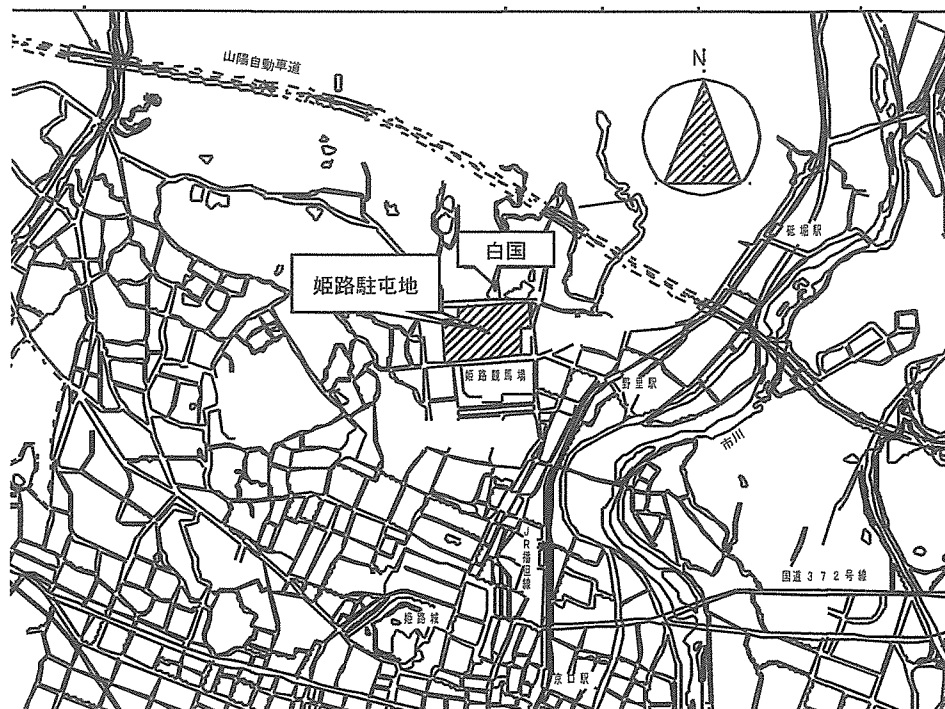 山陽自動車道
N
砥堀駅
白国
姫路駐屯地
姫路競馬場
野里駅
市川
JR播但線
国道372号線
姫路城
京口駅